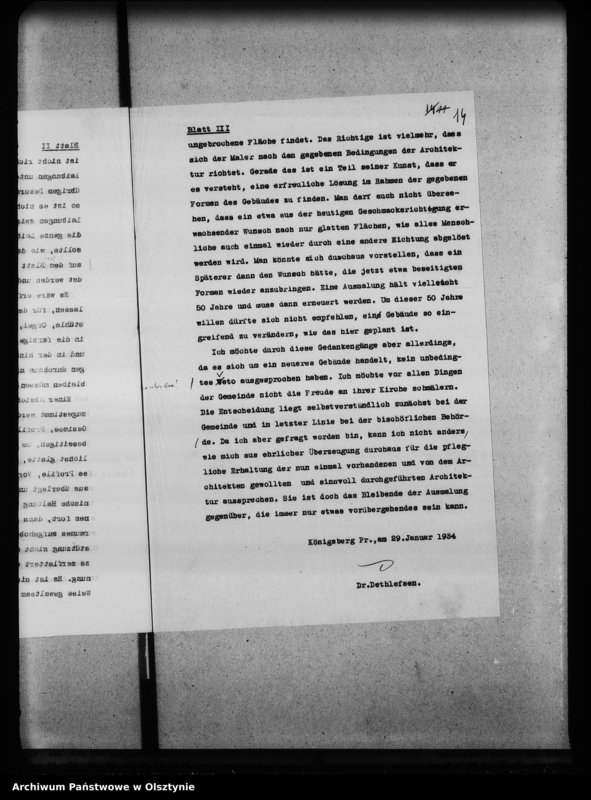 14
Blatt III
ungebrochene Fläche findet. Das Richtige ist vielmehr, dass
sich der Maler nach den gegebenen Bedingungen der Architek-
tur richtet. Gerade das ist ein Teil seiner Kunst, dass er
es versteht, eine erfreuliche Lösung im Rahmen der gegebenen
Formen des Gebäudes zu finden. Man darf auch nicht überse-
hen, dass ein etwa aus der heutigen Geschmacksrichtung er-
wachsender Wunsch nach nur glatten Flächen, wie alles Mensch-
liche auch einmal wieder durch eine andere Richtung abgelöst
werden wird. Man könnte sich durchaus vorstellen, dass ein
Späterer dann den Wunsch hätte, die jetzt etwa beseitigten
Formen wieder anzubringen. Eine Ausmalung hält vielleicht
50 Jahre und muss dann erneuert werden. Um dieser 50 Jahre
willen dürfte sich nicht empfehlen, ein Gebäude so ein-
greifend zu verändern, wie das hier geplant ist.
Ich möchte durch diese Gedankengänge aber allerdings,
da es sich um ein neueres Gebäude handelt, kein unbeding-
tes Veto ausgesprochen haben. Ich möchte vor allen Dingen
der Gemeinde nicht die Freude an ihrer Kirche schmälern.
Die Entscheidung liegt selbstverständlich zunächst bei der
Gemeinde und in letzter Linie bei der bischöflichen Behör-
de. Da ich aber gefragt worden bin, kann ich nicht anders,
wie mich aus ehrlicher Überzeugung durchaus für die pfleg-
liche Erhaltung der nun einmal vorhandenen und von dem Ar-
chitekten gewollten und sinnvoll durchgeführten Architek-
tur aussprechen. Sie ist doch das Bleibende der Ausmalung
gegenüber, die immer nur etwas vorübergehendes sein kann.
Königsberg Pr., am 29. Januar 1934
Dr. Dethlefsen.
Blatt II
Archiwum Państwowe w Olsztynie